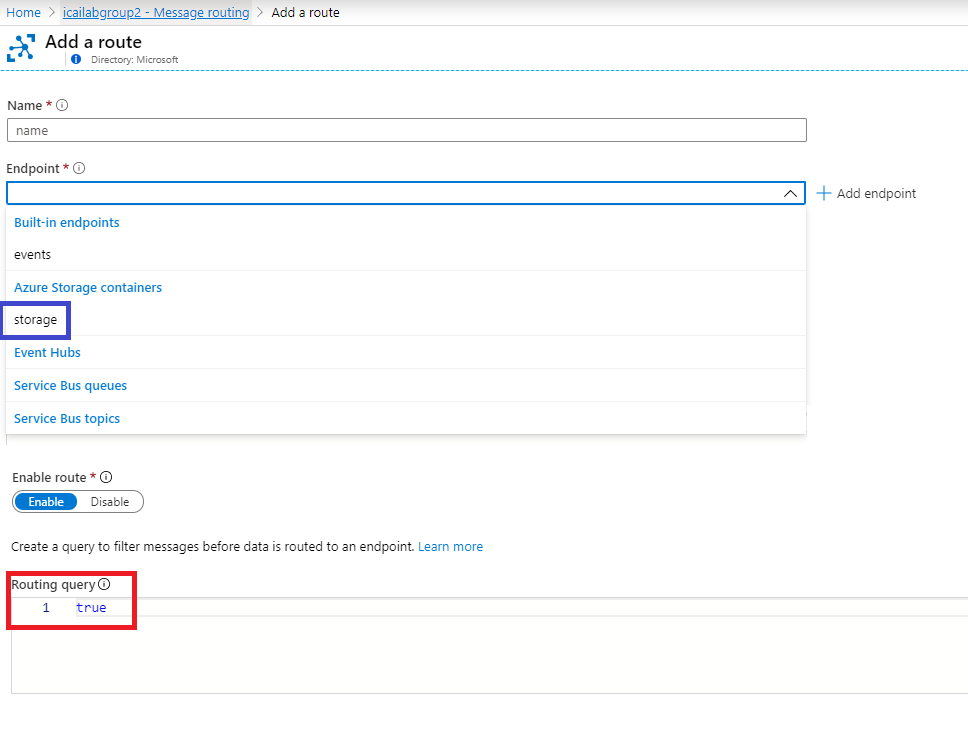 Home > icailabgroup2 - Message routing > Add a route
Add a route
Directory: Microsoft
Name *
name
Endpoint *
Add endpoint
Built-in endpoints
events
Azure Storage containers
storage
Event Hubs
Service Bus queues
Service Bus topics
Enable route *
Enable Disable
Create a query to filter messages before data is routed to an endpoint. Learn more
Routing query
1 true